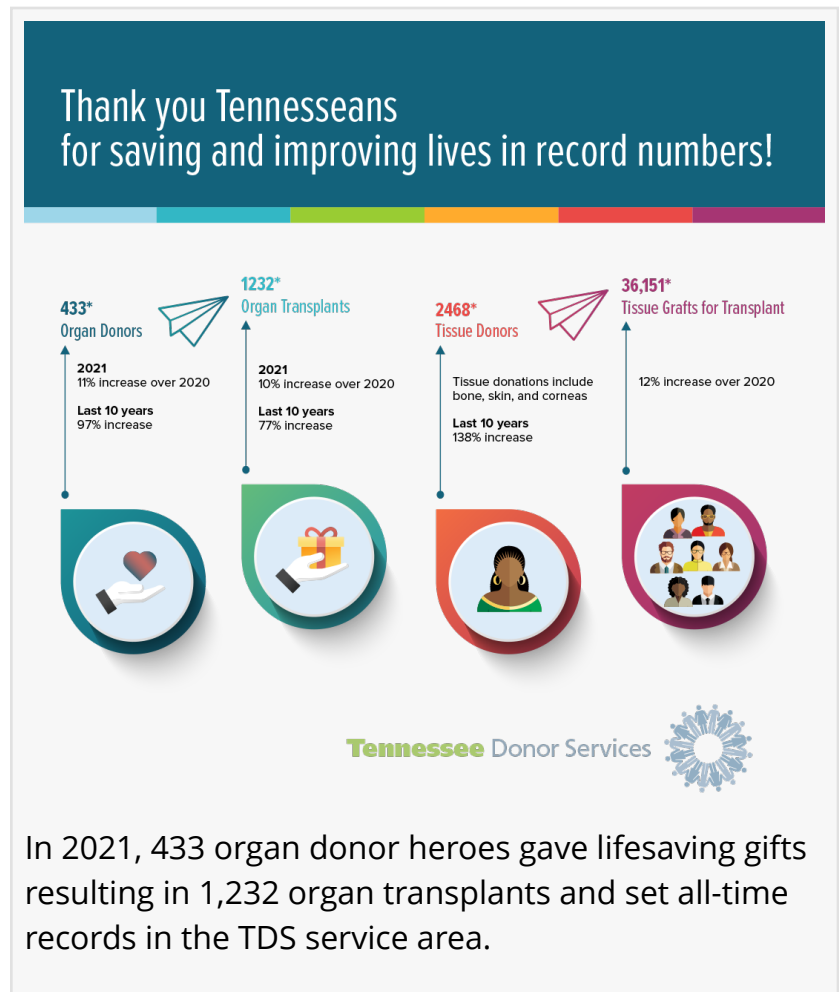 Thank you Tennesseans
for saving and improving lives in record numbers!
433*
Organ Donors
2021
11% increase over 2020
Last 10 years
97% increase
1232*
Organ Transplants
2021
10% increase over 2020
Last 10 years
77% increase
2468*
Tissue Donors
Tissue donations include
bone, skin, and corneas
Last 10 years
138% increase
36,151*
Tissue Grafts for Transplant
12% increase over 2020
Tennessee Donor Services
In 2021, 433 organ donor heroes gave lifesaving gifts
resulting in 1,232 organ transplants and set all-time
records in the TDS service area.